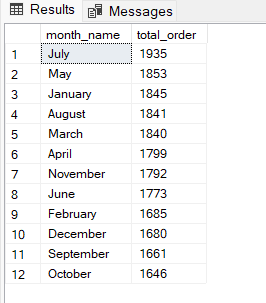 Results Messages
month_name total_order
1 July 1935
2 May 1853
3 January 1845
4 August 1841
5 March 1840
6 April 1799
7 November 1792
8 June 1773
9 February 1685
10 December 1680
11 September 1661
12 October 1646